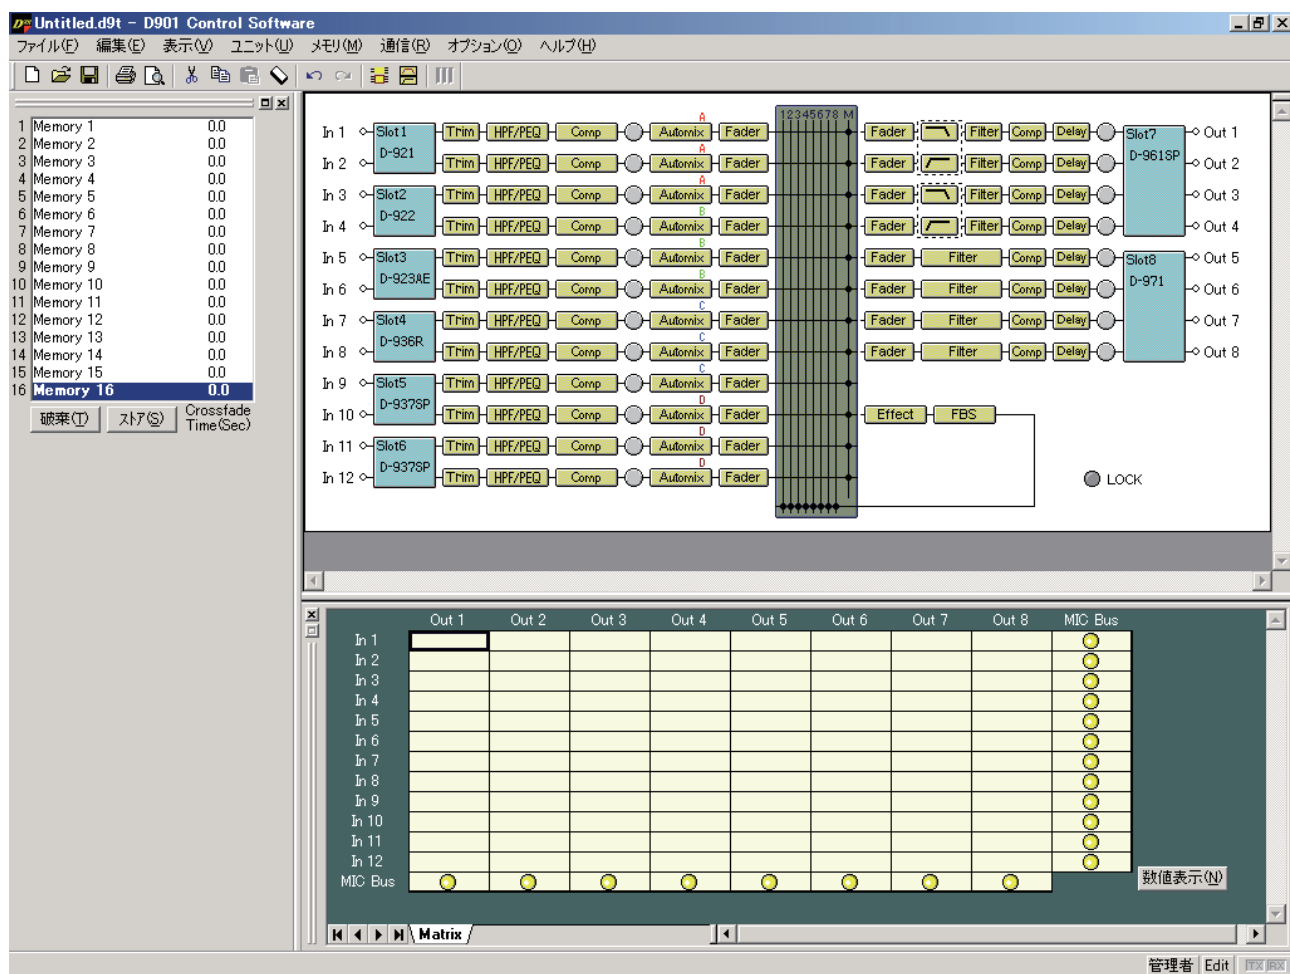 Untitled.d9t - D901 Control Software
ファイル(F) 編集(E) 表示(V) ユニット(U) メモリ(M) 通信(R) オプション(O) ヘルプ(H)
1 Memory 1 0.0
2 Memory 2 0.0
3 Memory 3 0.0
4 Memory 4 0.0
5 Memory 5 0.0
6 Memory 6 0.0
7 Memory 7 0.0
8 Memory 8 0.0
9 Memory 9 0.0
10 Memory 10 0.0
11 Memory 11 0.0
12 Memory 12 0.0
13 Memory 13 0.0
14 Memory 14 0.0
15 Memory 15 0.0
16 Memory 16 0.0
破棄(T) ストア(S) Crossfade Time(Sec)
12345678 M
A
In 1 Slot1 Trim HPF/PEQ Comp Automix Fader Fader Filter Comp Delay Slot7 Out 1
D-921 D-961SP
A
In 2 Trim HPF/PEQ Comp Automix Fader Fader Filter Comp Delay Out 2
A
In 3 Slot2 Trim HPF/PEQ Comp Automix Fader Fader Filter Comp Delay Out 3
D-922
B
In 4 Trim HPF/PEQ Comp Automix Fader Fader Filter Comp Delay Out 4
B
In 5 Slot3 Trim HPF/PEQ Comp Automix Fader Fader Filter Comp Delay Slot8 Out 5
D-923AE D-971
B
In 6 Trim HPF/PEQ Comp Automix Fader Fader Filter Comp Delay Out 6
C
In 7 Slot4 Trim HPF/PEQ Comp Automix Fader Fader Filter Comp Delay Out 7
D-936R
C
In 8 Trim HPF/PEQ Comp Automix Fader Fader Filter Comp Delay Out 8
C
In 9 Slot5 Trim HPF/PEQ Comp Automix Fader
D-937SP
D
In 10 Trim HPF/PEQ Comp Automix Fader Effect FBS
D
In 11 Slot6 Trim HPF/PEQ Comp Automix Fader
D-937SP
D
In 12 Trim HPF/PEQ Comp Automix Fader LOCK
Out 1 Out 2 Out 3 Out 4 Out 5 Out 6 Out 7 Out 8 MIC Bus
In 1
In 2
In 3
In 4
In 5
In 6
In 7
In 8
In 9
In 10
In 11
In 12
MIC Bus
数値表示(N)
Matrix
管理者 Edit TX RX